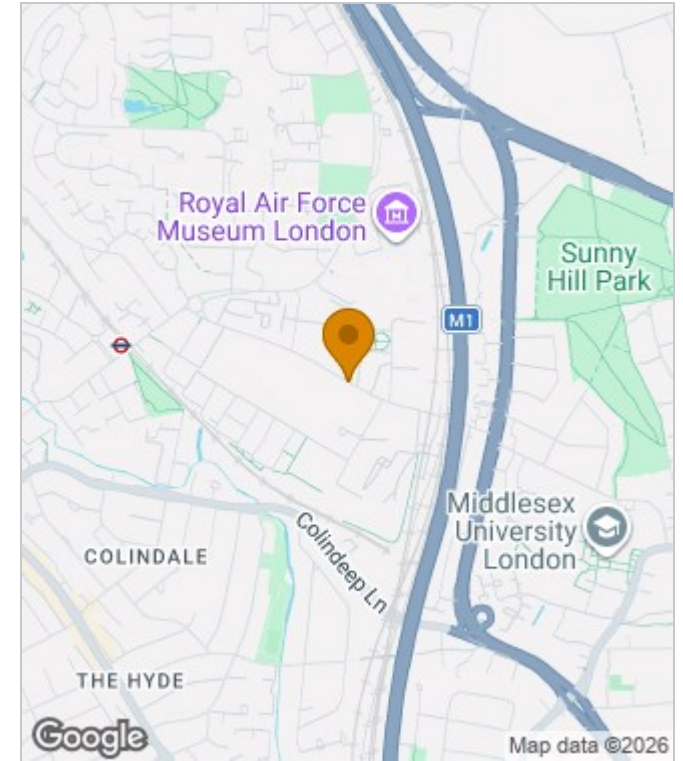 Royal Air Force
Museum London
Sunny
Hill Park
M1
Middlesex
University
London
Colindeep Ln
COLINDALE
THE HYDE
Google
Map data ©2026